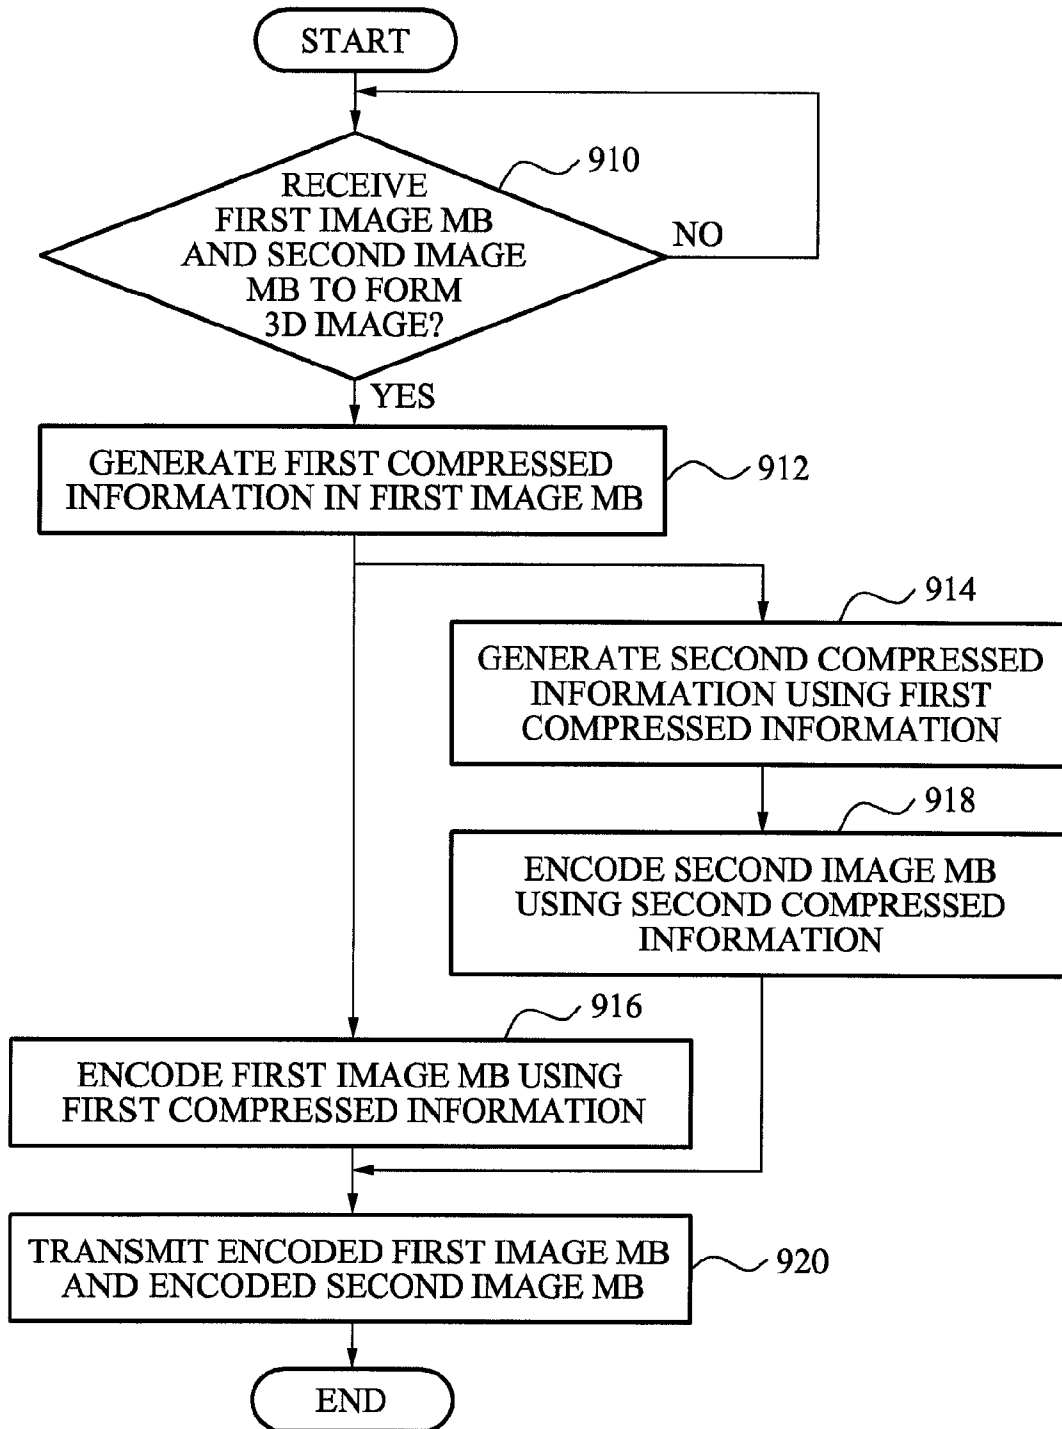 START
910
RECEIVE
FIRST IMAGE MB
AND SECOND IMAGE
MB TO FORM
3D IMAGE?
NO
YES
GENERATE FIRST COMPRESSED
INFORMATION IN FIRST IMAGE MB
912
914
GENERATE SECOND COMPRESSED
INFORMATION USING FIRST
COMPRESSED INFORMATION
918
ENCODE SECOND IMAGE MB
USING SECOND COMPRESSED
INFORMATION
916
ENCODE FIRST IMAGE MB USING
FIRST COMPRESSED INFORMATION
TRANSMIT ENCODED FIRST IMAGE MB
AND ENCODED SECOND IMAGE MB
920
END